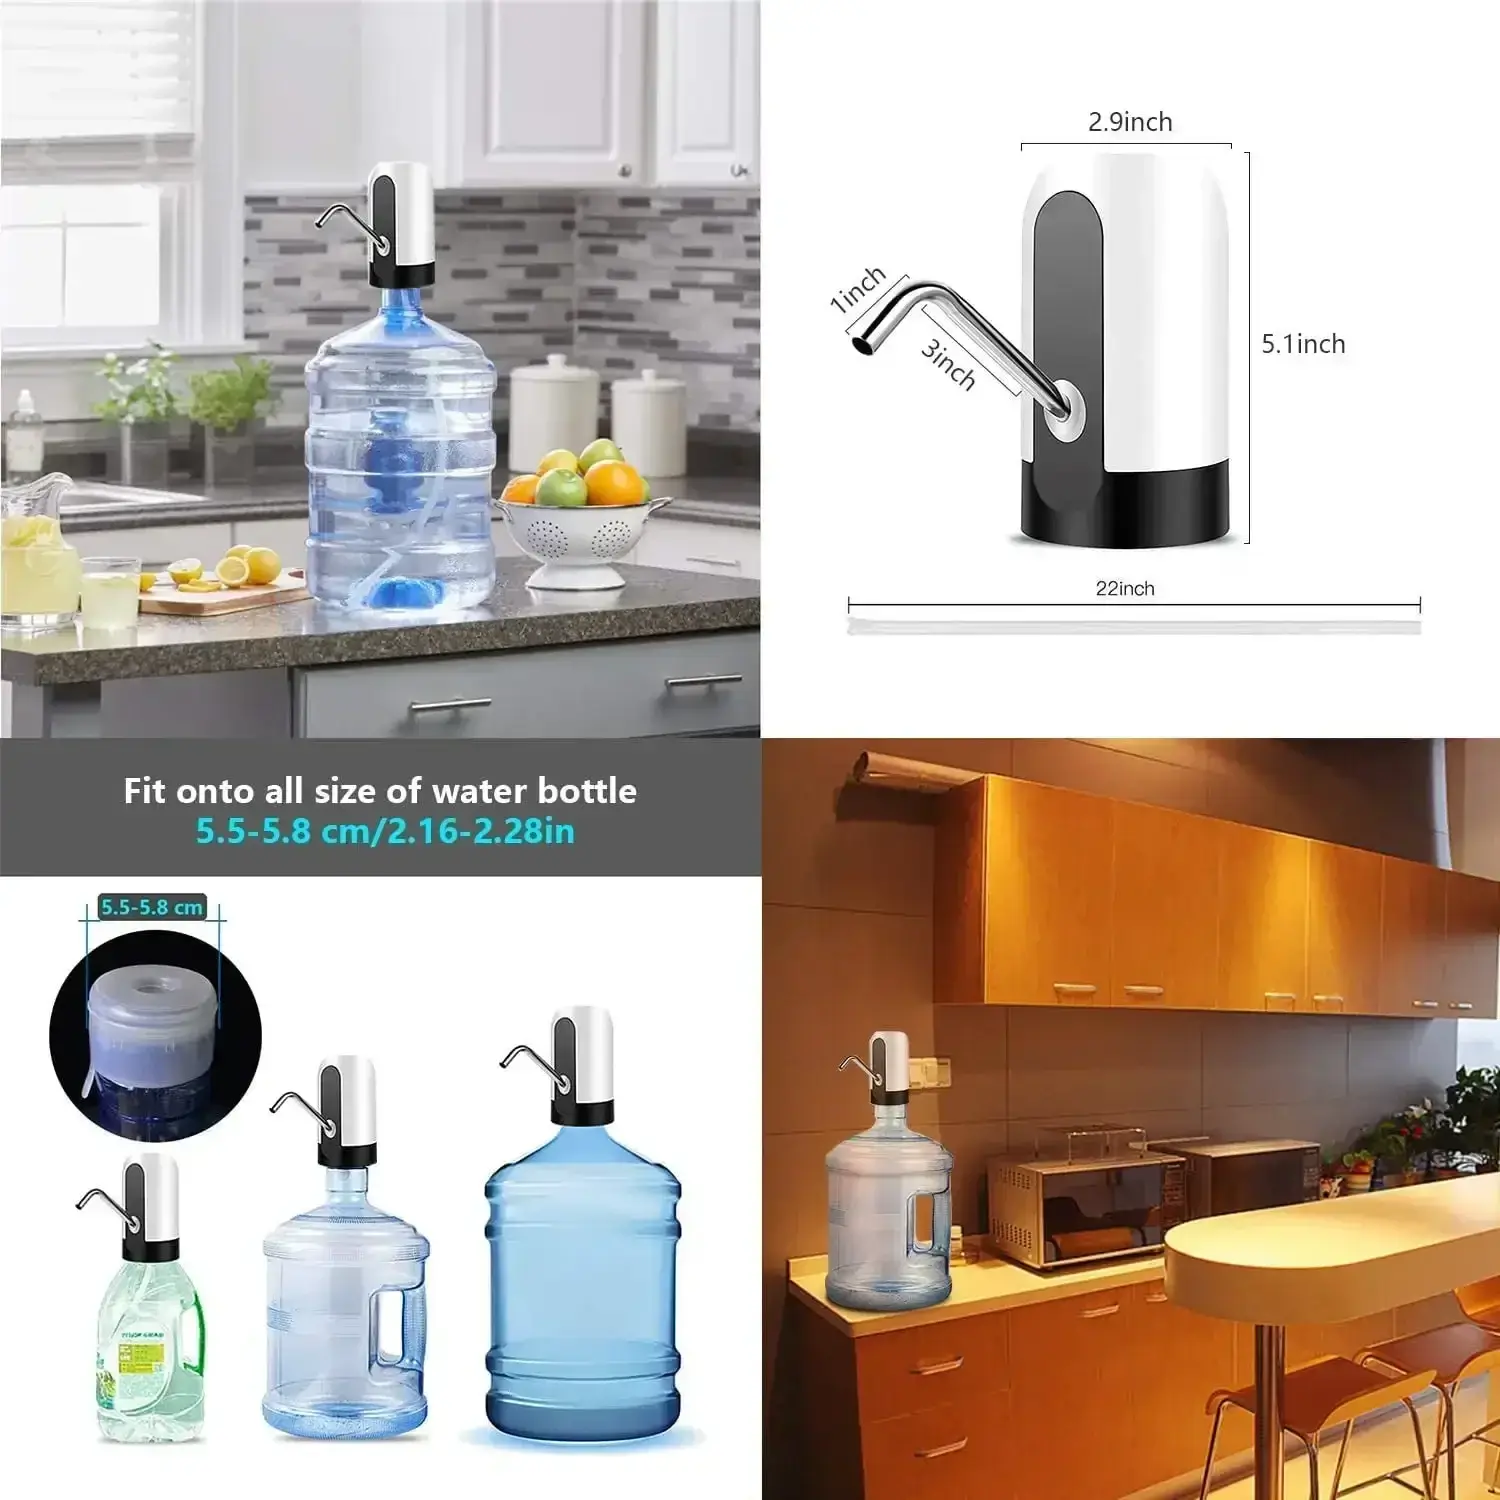 2.9inch
1inch
3inch
5.1inch
22inch
Fit onto all size of water bottle
5.5-5.8 cm/2.16-2.28in
5.5-5.8 cm